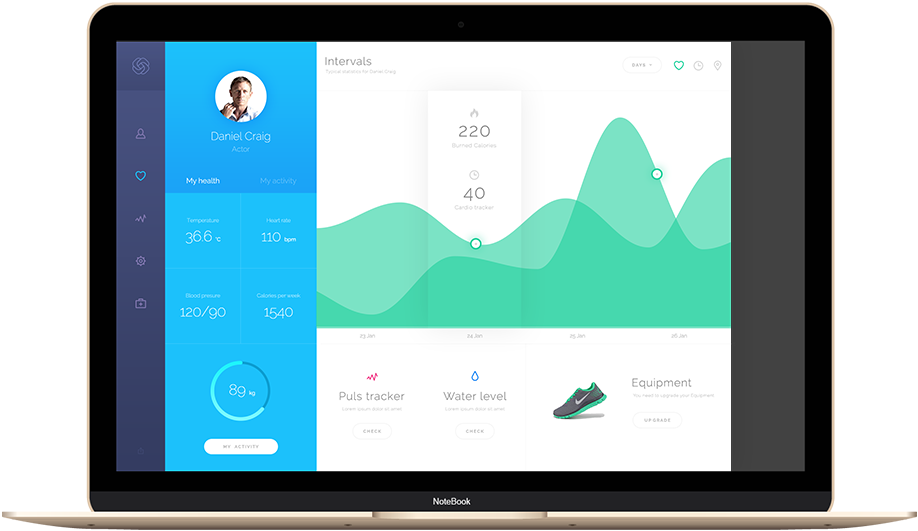 Intervals
Typical statistics for Daniel Craig
DAYS
Daniel Craig
Actor
My health
My activity
Temperature
36.6 °C
Heart rate
110 bpm
Blood presure
120/90
Calories per week
1540
89 kg
MY ACTIVITY
220
Burned Calories
40
Cardio tracker
23 Jan
24 Jan
25 Jan
26 Jan
Puls tracker
Lorem ipsum dolor sit amet
CHECK
Water level
Lorem ipsum dolor sit amet
CHECK
Equipment
You need to upgrade your Equipment
UPGRADE
NoteBook